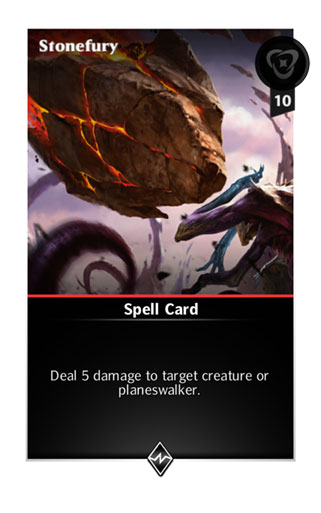 Stonefury
10
Spell Card
Deal 5 damage to target creature or
planeswalker.